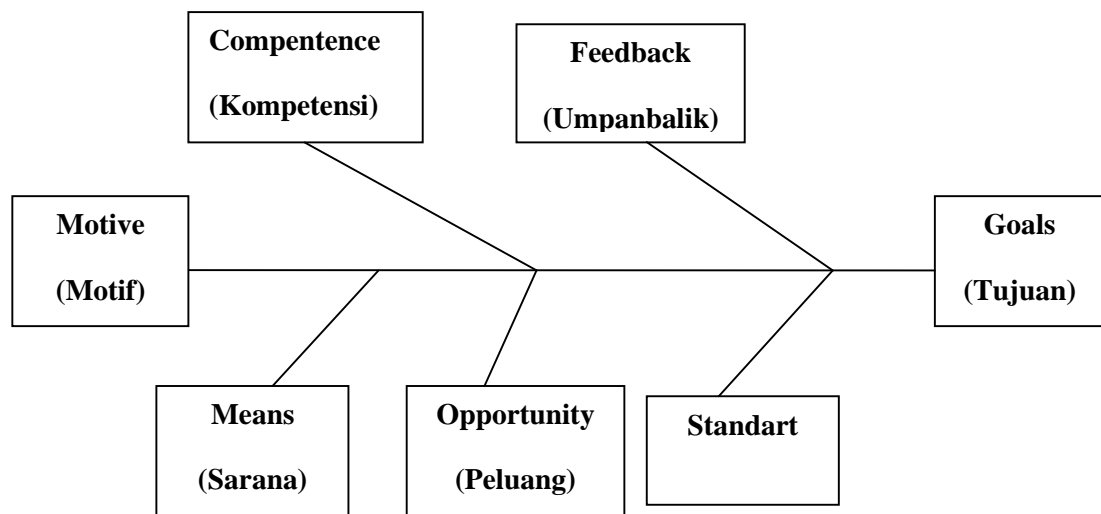 Compentence
(Kompetensi)
Feedback
(Umpanbalik)
Motive
(Motif)
Goals
(Tujuan)
Means
(Sarana)
Opportunity
(Peluang)
Standart